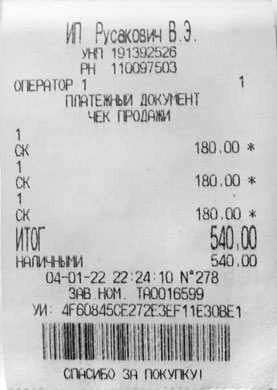 ИП Русакович В.Э.
УНП 191392526
РН 110097503
ОПЕРАТОР 1 1
ПЛАТЕЖНЫЙ ДОКУМЕНТ
ЧЕК ПРОДАЖИ
1
СК 180.00 *
1
СК 180.00 *
1
СК 180.00 *
ИТОГ 540.00
НАЛИЧНЫМИ 540.00
04-01-22 22:24:10 N°278
ЗАВ.НОМ. TA0016599
УИ: 4F60845CE272E3EF11E30BE1
СПАСИБО ЗА ПОКУПКУ!